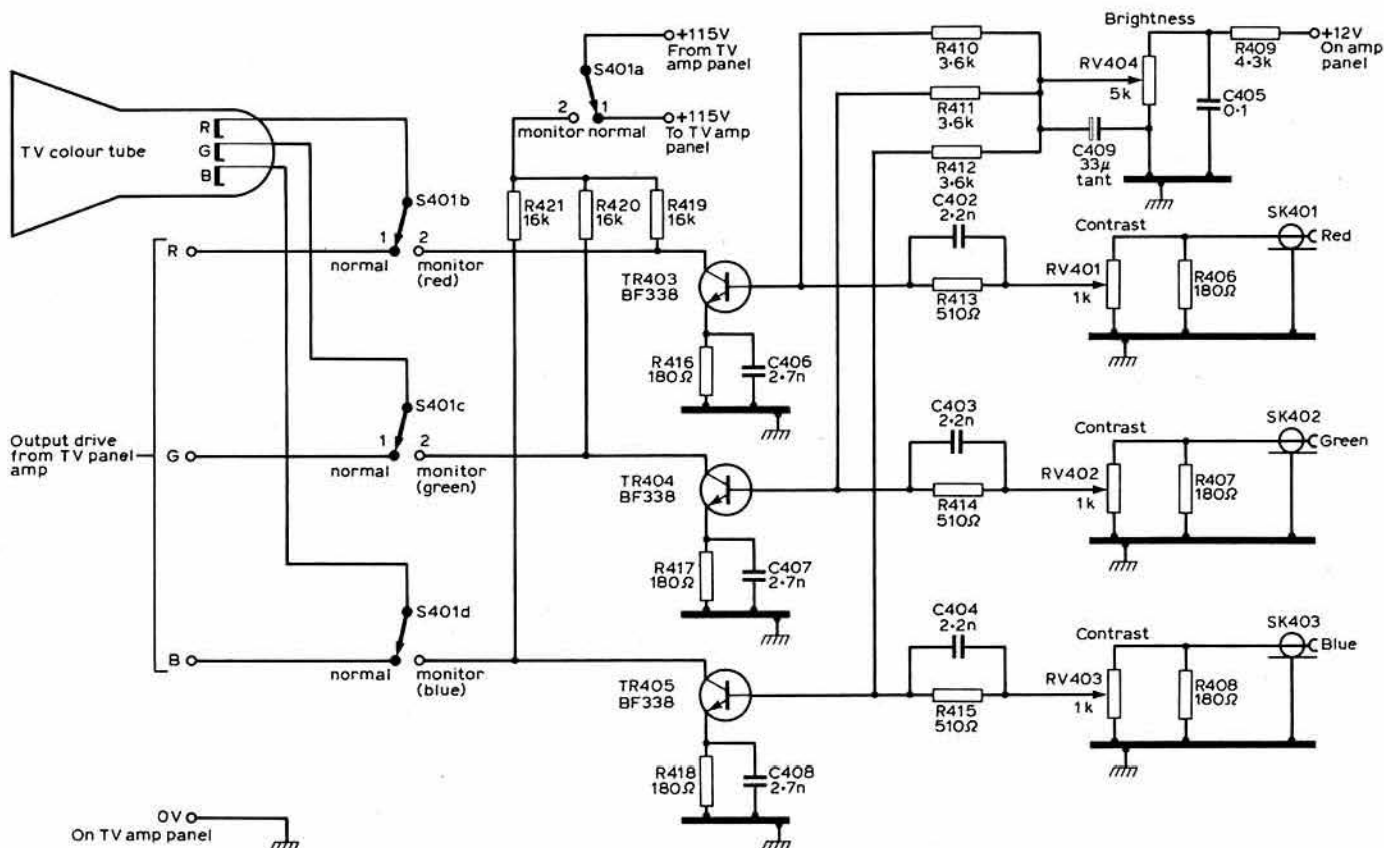 +115V
From TV
amp panel
S401a
2
1
monitor
normal
+115V
To TV amp
panel
R410
3·6k
R411
3·6k
R412
3·6k
Brightness
RV404
5k
R409
4·3k
+12V
On amp
panel
C405
0·1
C409
33μ
tant
TV colour tube
R
G
B
S401b
R421
16k
R420
16k
R419
16k
R
1
2
normal
monitor
(red)
TR403
BF338
C402
2·2n
R413
510Ω
Contrast
RV401
1k
R406
180Ω
SK401
Red
R416
180Ω
C406
2·7n
S401c
Output drive
from TV panel
amp
G
1
2
normal
monitor
(green)
TR404
BF338
C403
2·2n
R414
510Ω
Contrast
RV402
1k
R407
180Ω
SK402
Green
R417
180Ω
C407
2·7n
S401d
B
1
2
normal
monitor
(blue)
TR405
BF338
C404
2·2n
R415
510Ω
Contrast
RV403
1k
R408
180Ω
SK403
Blue
R418
180Ω
C408
2·7n
0V
On TV amp panel